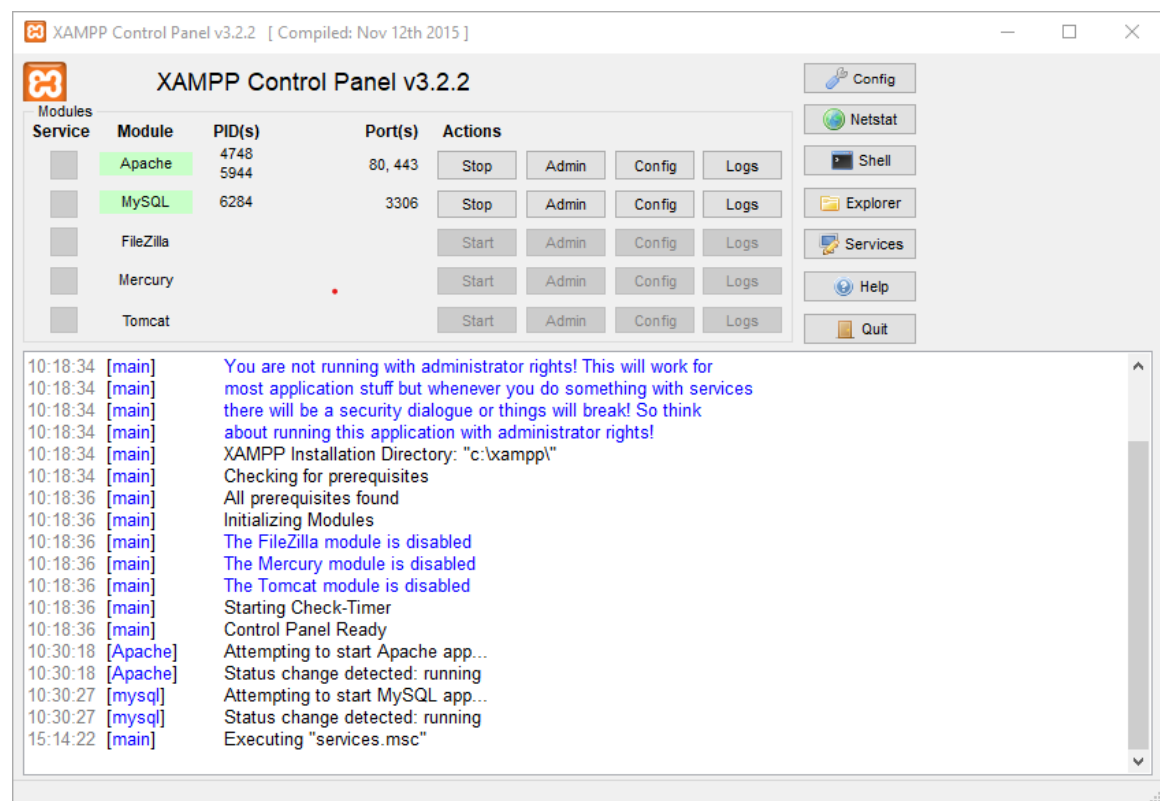 XAMPP Control Panel v3.2.2 [ Compiled: Nov 12th 2015 ]
XAMPP Control Panel v3.2.2
Config
Modules
Service Module PID(s) Port(s) Actions
Netstat
Apache 4748 80, 443 Stop Admin Config Logs
5944
Shell
MySQL 6284 3306 Stop Admin Config Logs
Explorer
FileZilla Start Admin Config Logs
Services
Mercury Start Admin Config Logs
Help
Tomcat Start Admin Config Logs
Quit
10:18:34 [main] You are not running with administrator rights! This will work for
10:18:34 [main] most application stuff but whenever you do something with services
10:18:34 [main] there will be a security dialogue or things will break! So think
10:18:34 [main] about running this application with administrator rights!
10:18:34 [main] XAMPP Installation Directory: "c:\xampp\"
10:18:34 [main] Checking for prerequisites
10:18:36 [main] All prerequisites found
10:18:36 [main] Initializing Modules
10:18:36 [main] The FileZilla module is disabled
10:18:36 [main] The Mercury module is disabled
10:18:36 [main] The Tomcat module is disabled
10:18:36 [main] Starting Check-Timer
10:18:36 [main] Control Panel Ready
10:30:18 [Apache] Attempting to start Apache app...
10:30:18 [Apache] Status change detected: running
10:30:27 [mysql] Attempting to start MySQL app...
10:30:27 [mysql] Status change detected: running
15:14:22 [main] Executing "services.msc"